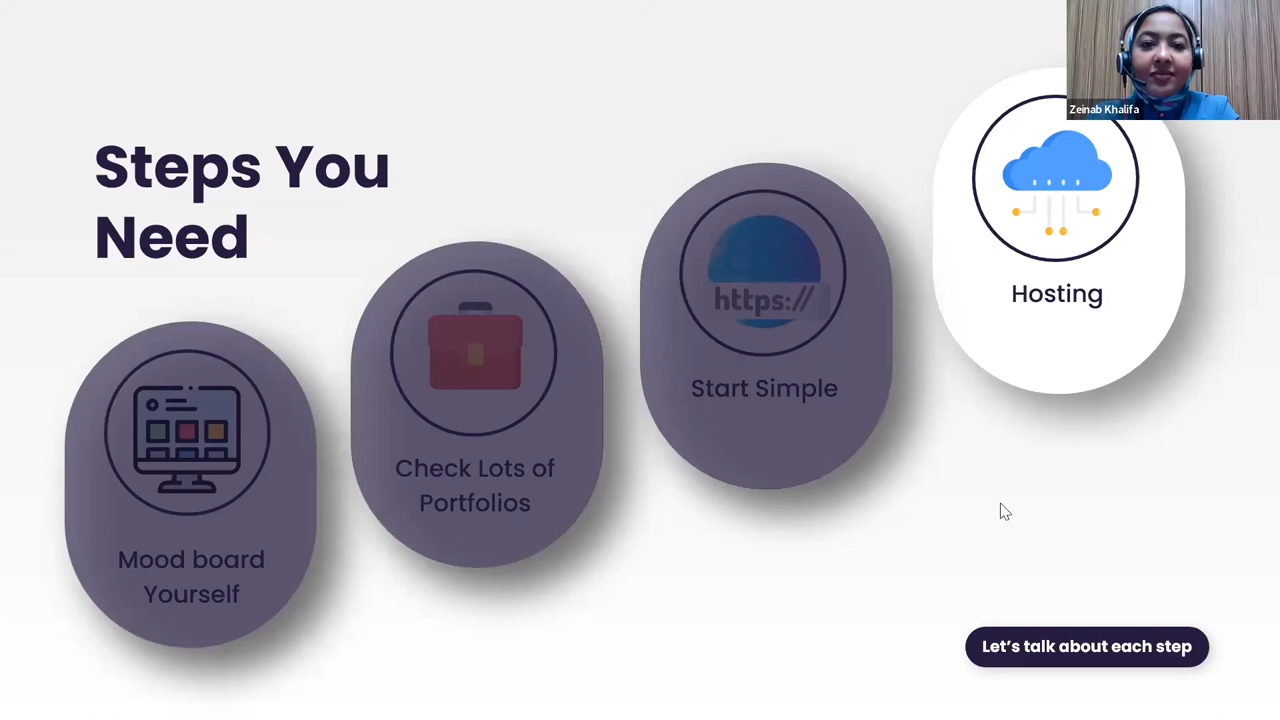 Zeinab Khalifa
Steps You
Need
https://
Hosting
Start Simple
Check Lots of
Portfolios
Mood board
Yourself
Let’s talk about each step